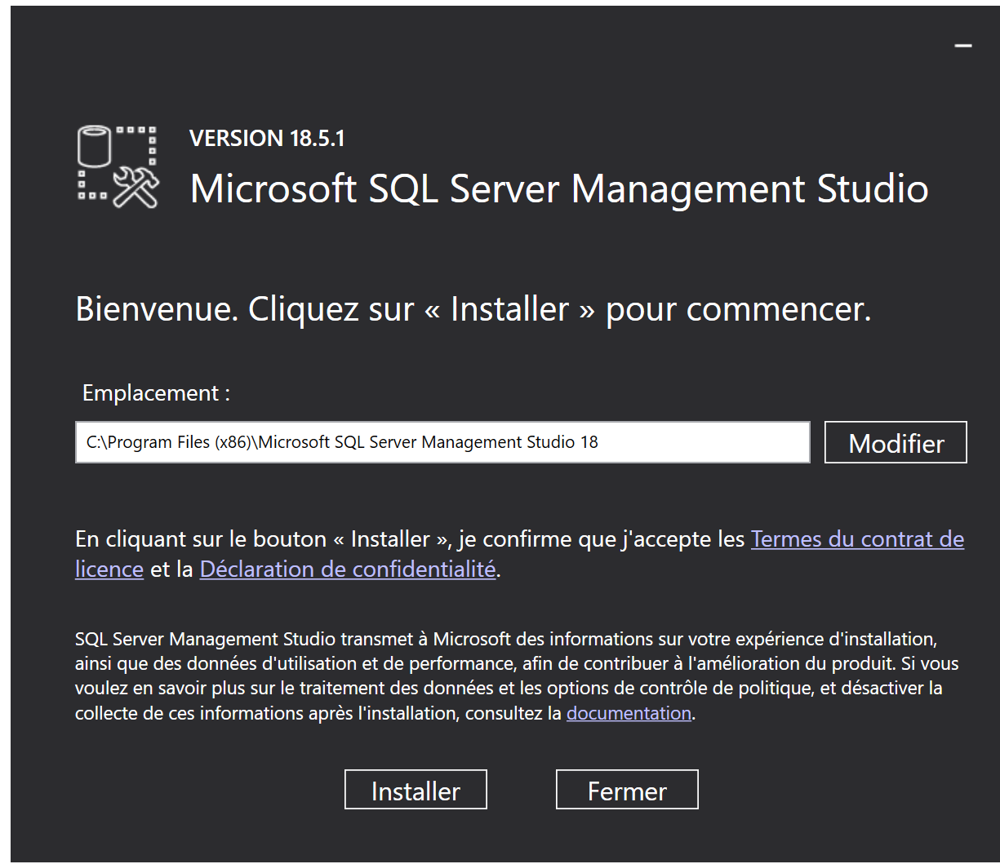 VERSION 18.5.1
Microsoft SQL Server Management Studio
Bienvenue. Cliquez sur « Installer » pour commencer.
Emplacement :
C:\Program Files (x86)\Microsoft SQL Server Management Studio 18
Modifier
En cliquant sur le bouton « Installer », je confirme que j'accepte les Termes du contrat de
licence et la Déclaration de confidentialité.
SQL Server Management Studio transmet à Microsoft des informations sur votre expérience d'installation,
ainsi que des données d'utilisation et de performance, afin de contribuer à l'amélioration du produit. Si vous
voulez en savoir plus sur le traitement des données et les options de contrôle de politique, et désactiver la
collecte de ces informations après l'installation, consultez la documentation.
Installer
Fermer